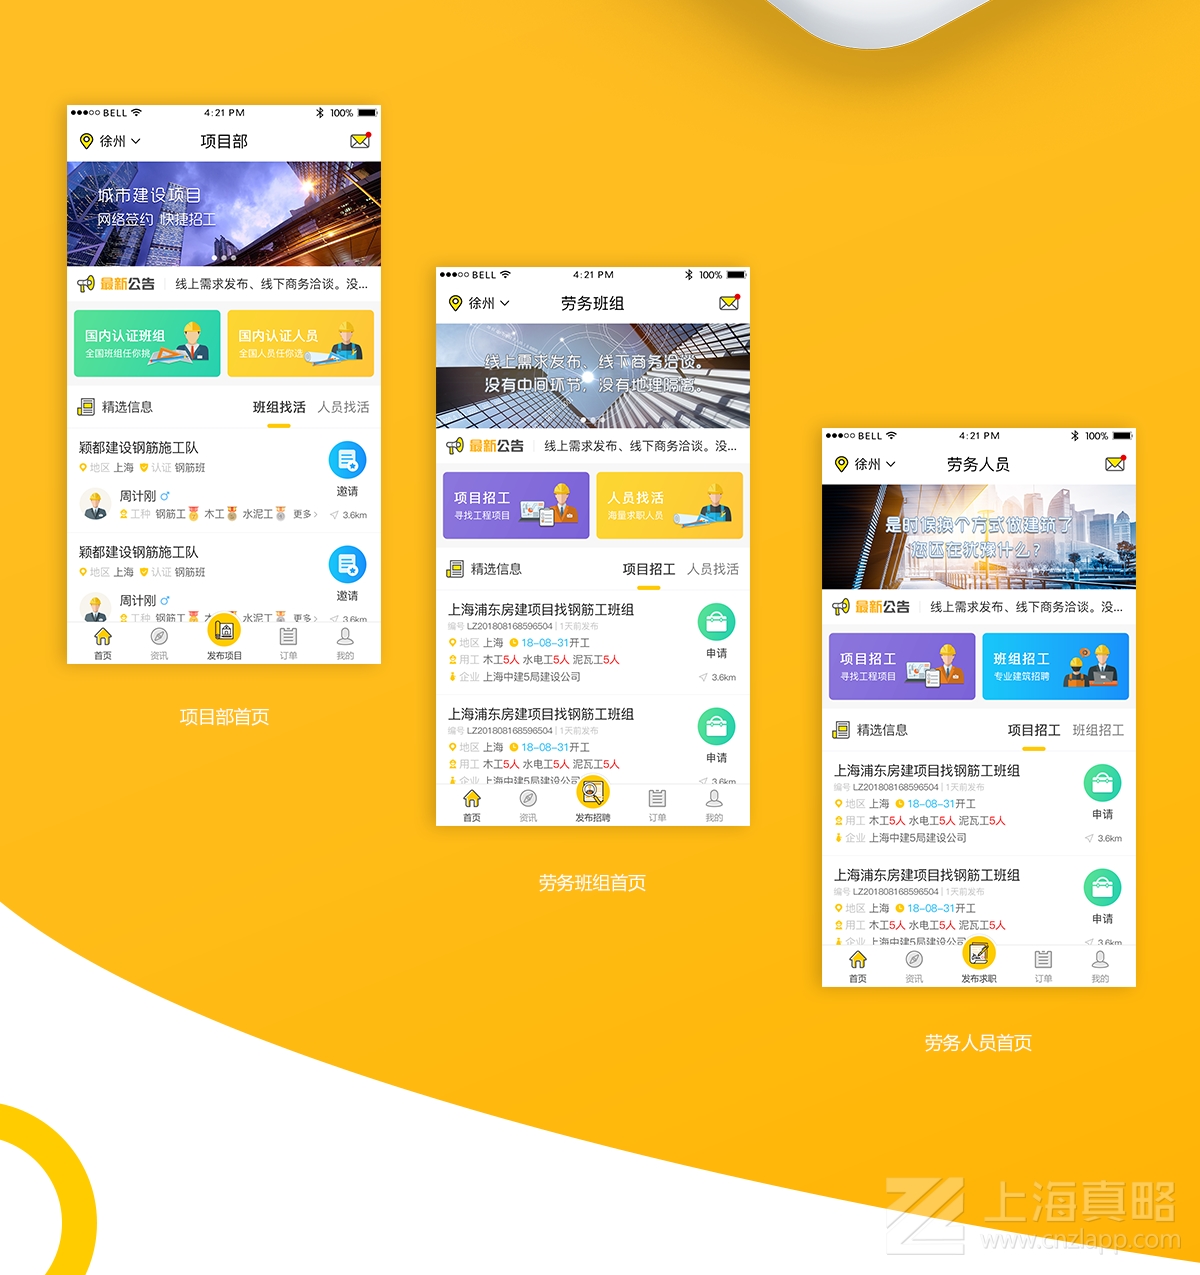 BELL 4:21 PM 100%
徐州 项目部
城市建设项目
网络签约 快捷招工
最新公告 线上需求发布、线下商务洽谈。没...
国内认证班组
全国班组任你挑
国内认证人员
全国人员任你选
精选信息 班组找活 人员找活
颖都建设钢筋施工队
地区 上海 认证 钢筋班
邀请
周计刚
工种 钢筋工 木工 水泥工 更多 3.6km
颖都建设钢筋施工队
地区 上海 认证 钢筋班
邀请
周计刚
工种 钢筋工 木工 水泥工 更多 3.6km
首页 资讯 发布项目 订单 我的
项目部首页
BELL 4:21 PM 100%
徐州 劳务班组
线上需求发布、线下商务洽谈。
没有中间环节，没有地理隔离。
最新公告 线上需求发布、线下商务洽谈。没...
项目招工
寻找工程项目
人员找活
海量求职人员
精选信息 项目招工 人员找活
上海浦东房建项目找钢筋工班组
编号 LZ201808168596504 | 1天前发布
地区 上海 18-08-31开工
申请
用工 木工5人 水电工5人 泥瓦工5人
企业 上海中建5局建设公司 3.6km
上海浦东房建项目找钢筋工班组
编号 LZ201808168596504 | 1天前发布
地区 上海 18-08-31开工
申请
用工 木工5人 水电工5人 泥瓦工5人
企业 上海中建5局建设公司 3.6km
首页 资讯 发布招聘 订单 我的
劳务班组首页
BELL 4:21 PM 100%
徐州 劳务人员
是时候换个方式做建筑了
您还在犹豫什么？
最新公告 线上需求发布、线下商务洽谈。没...
项目招工
寻找工程项目
班组招工
专业建筑招聘
精选信息 项目招工 班组招工
上海浦东房建项目找钢筋工班组
编号 LZ201808168596504 | 1天前发布
地区 上海 18-08-31开工
申请
用工 木工5人 水电工5人 泥瓦工5人
企业 上海中建5局建设公司 3.6km
上海浦东房建项目找钢筋工班组
编号 LZ201808168596504 | 1天前发布
地区 上海 18-08-31开工
申请
用工 木工5人 水电工5人 泥瓦工5人
企业 上海中建5局建设公司 3.6km
首页 资讯 发布求职 订单 我的
劳务人员首页
上海真略
www.cnzlapp.com